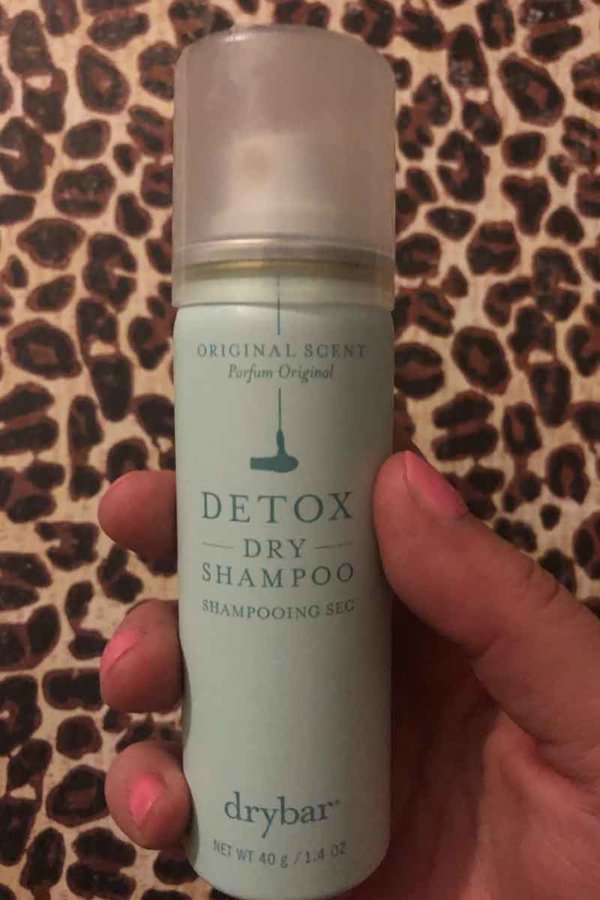 ORIGINAL SCENT
Parfum Original
DETOX
DRY
SHAMPOO
SHAMPOOING SEC
drybar®
NET WT 40 g / 1.4 OZ